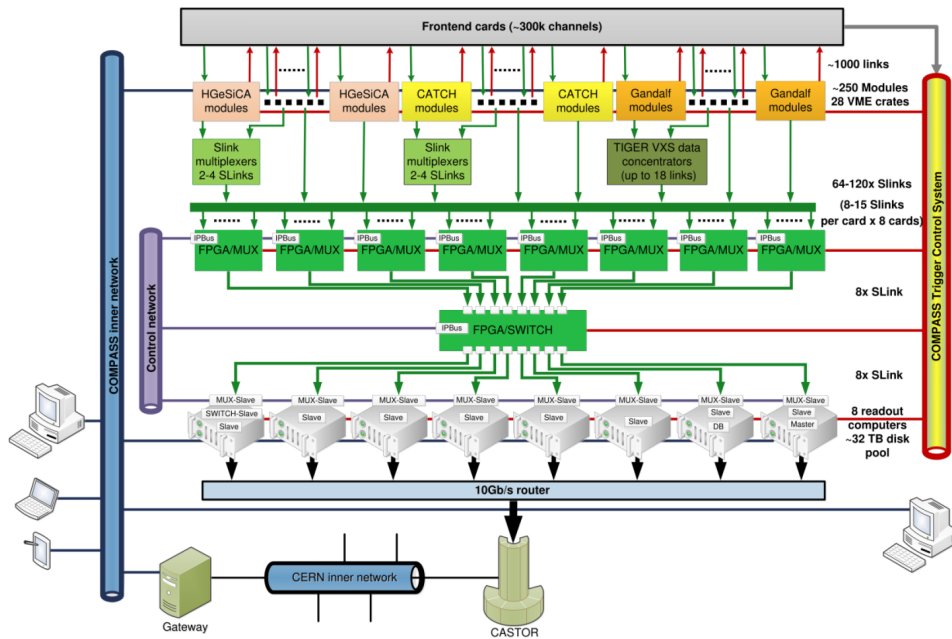 Frontend cards (~300k channels)
~1000 links
HGeSiCA
modules
HGeSiCA
modules
CATCH
modules
CATCH
modules
Gandalf
modules
Gandalf
modules
~250 Modules
28 VME crates
Slink
multiplexers
2-4 SLinks
Slink
multiplexers
2-4 SLinks
TIGER VXS data
concentrators
(up to 18 links)
64-120x Slinks
(8-15 Slinks
per card x 8 cards)
IPBus
FPGA/MUX
IPBus
FPGA/MUX
IPBus
FPGA/MUX
IPBus
FPGA/MUX
IPBus
FPGA/MUX
IPBus
FPGA/MUX
IPBus
FPGA/MUX
IPBus
FPGA/MUX
COMPASS inner network
Control network
COMPASS Trigger Control System
8x SLink
IPBus
FPGA/SWITCH
8x SLink
MUX-Slave
SWITCH-Slave
Slave
MUX-Slave
Slave
MUX-Slave
Slave
MUX-Slave
Slave
MUX-Slave
Slave
MUX-Slave
Slave
MUX-Slave
DB
MUX-Slave
Slave
Master
8 readout
computers
~32 TB disk
pool
10Gb/s router
Gateway
CERN inner network
CASTOR